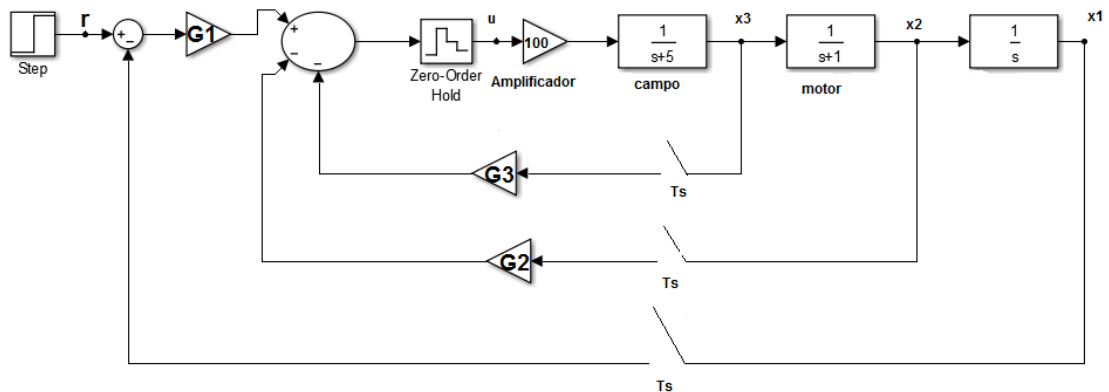 Step
r
+
−
G1
+
−
−
Zero-Order
Hold
u
100
Amplificador
1
s+5
campo
x3
1
s+1
motor
x2
1
s
x1
G3
Ts
G2
Ts
Ts